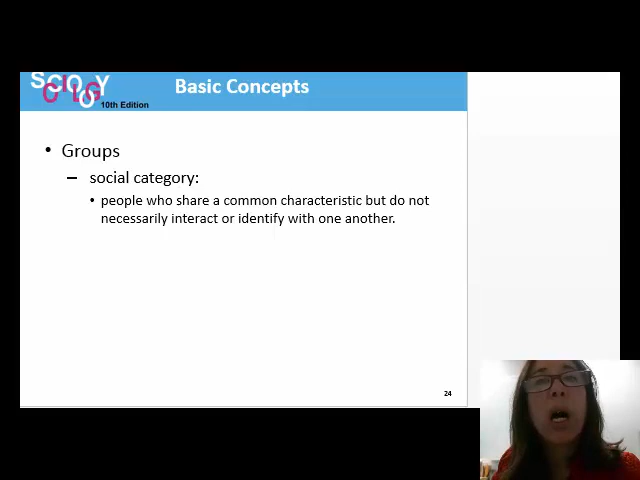 SOCIOLOGY
10th Edition
Basic Concepts
• Groups
– social category:
• people who share a common characteristic but do not
necessarily interact or identify with one another.
24